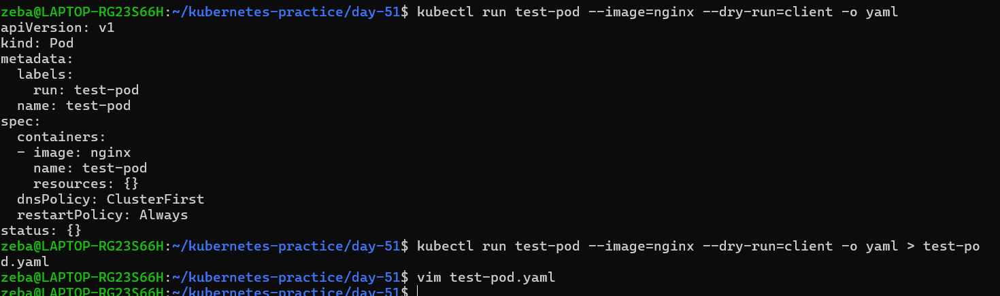 zeba@LAPTOP-RG23S66H:~/kubernetes-practice/day-51$ kubectl run test-pod --image=nginx --dry-run=client -o yaml
apiVersion: v1
kind: Pod
metadata:
  labels:
    run: test-pod
  name: test-pod
spec:
  containers:
  - image: nginx
    name: test-pod
    resources: {}
  dnsPolicy: ClusterFirst
  restartPolicy: Always
status: {}
zeba@LAPTOP-RG23S66H:~/kubernetes-practice/day-51$ kubectl run test-pod --image=nginx --dry-run=client -o yaml > test-po
d.yaml
zeba@LAPTOP-RG23S66H:~/kubernetes-practice/day-51$ vim test-pod.yaml
zeba@LAPTOP-RG23S66H:~/kubernetes-practice/day-51$